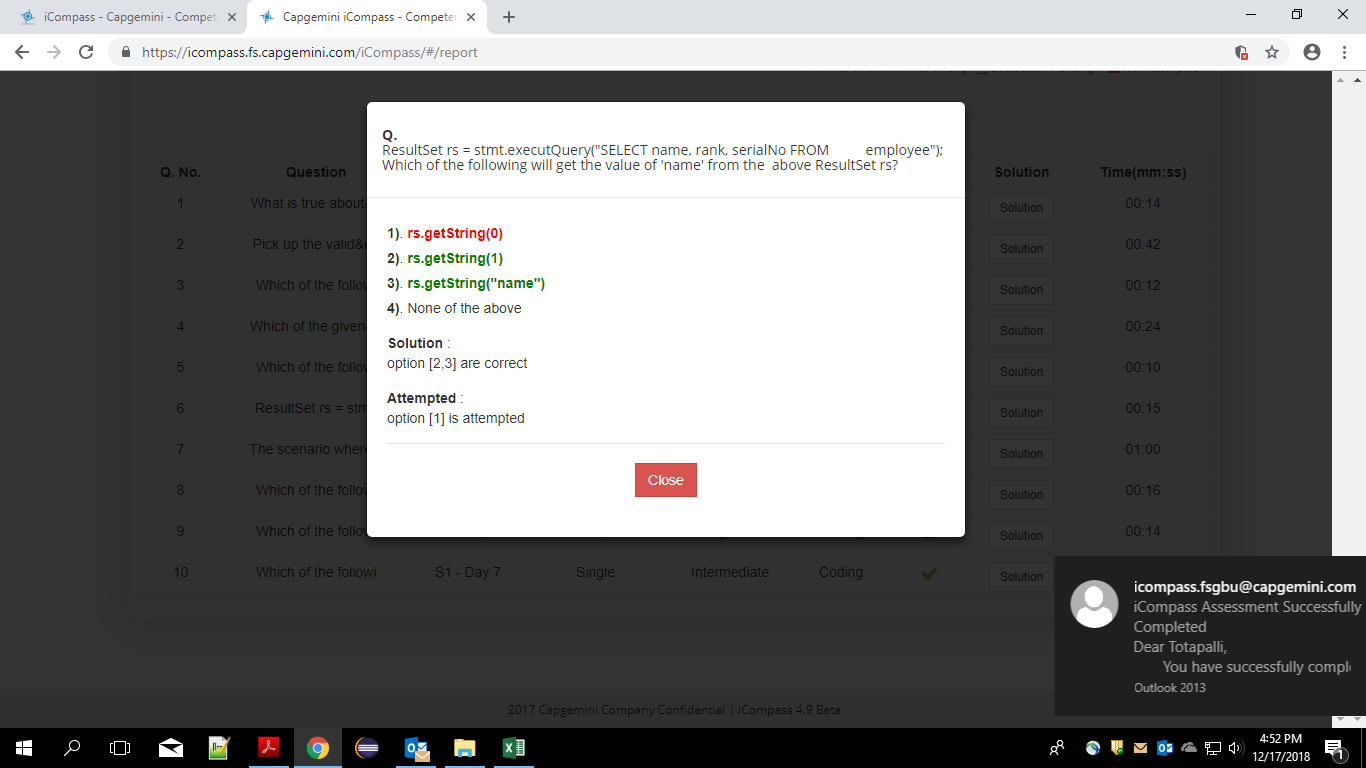 iCompass - Capgemini - Compet
Capgemini iCompass - Competen
https://icompass.fs.capgemini.com/iCompass/#/report
Q.
ResultSet rs = stmt.executQuery("SELECT name, rank, serialNo FROM employee");
Which of the following will get the value of 'name' from the above ResultSet rs?
1). rs.getString(0)
2). rs.getString(1)
3). rs.getString("name")
4). None of the above
Solution :
option [2,3] are correct
Attempted :
option [1] is attempted
Close
Q. No. Question Solution Time(mm:ss)
1 What is true about Solution 00:14
2 Pick up the valid& Solution 00:42
3 Which of the follo Solution 00:12
4 Which of the given Solution 00:24
5 Which of the follo Solution 00:10
6 ResultSet rs = stm Solution 00:15
7 The scenario wher Solution 01:00
8 Which of the follo Solution 00:16
9 Which of the follo Solution 00:14
10 Which of the followi S1 - Day 7 Single Intermediate Coding Solution
icompass.fsgbu@capgemini.com
iCompass Assessment Successfully
Completed
Dear Totapalli,
You have successfully compl
Outlook 2013
2017 Capgemini Company Confidential | iCompass 4.9 Beta
4:52 PM
12/17/2018
1